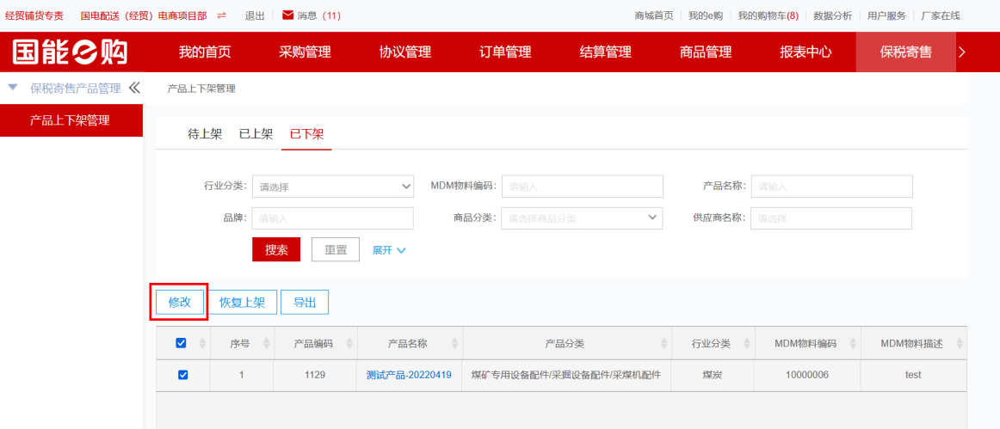 经贸铺货专责 国电配送（经贸）电商项目部 退出 消息（11） 商城首页 我的e购 我的购物车(8) 数据分析 用户服务 厂家在线
国能e购 我的首页 采购管理 协议管理 订单管理 结算管理 商品管理 报表中心 保税寄售
保税寄售产品管理 产品上下架管理
产品上下架管理
待上架 已上架 已下架
行业分类: 请选择 MDM物料编码: 请输入 产品名称: 请输入
品牌: 请输入 商品分类: 请选择商品分类 供应商名称: 请选择
搜索 重置 展开
修改 恢复上架 导出
序号 产品编码 产品名称 产品分类 行业分类 MDM物料编码 MDM物料描述
1 1129 测试产品-20220419 煤矿专用设备配件/采掘设备配件/采煤机配件 煤炭 10000006 test